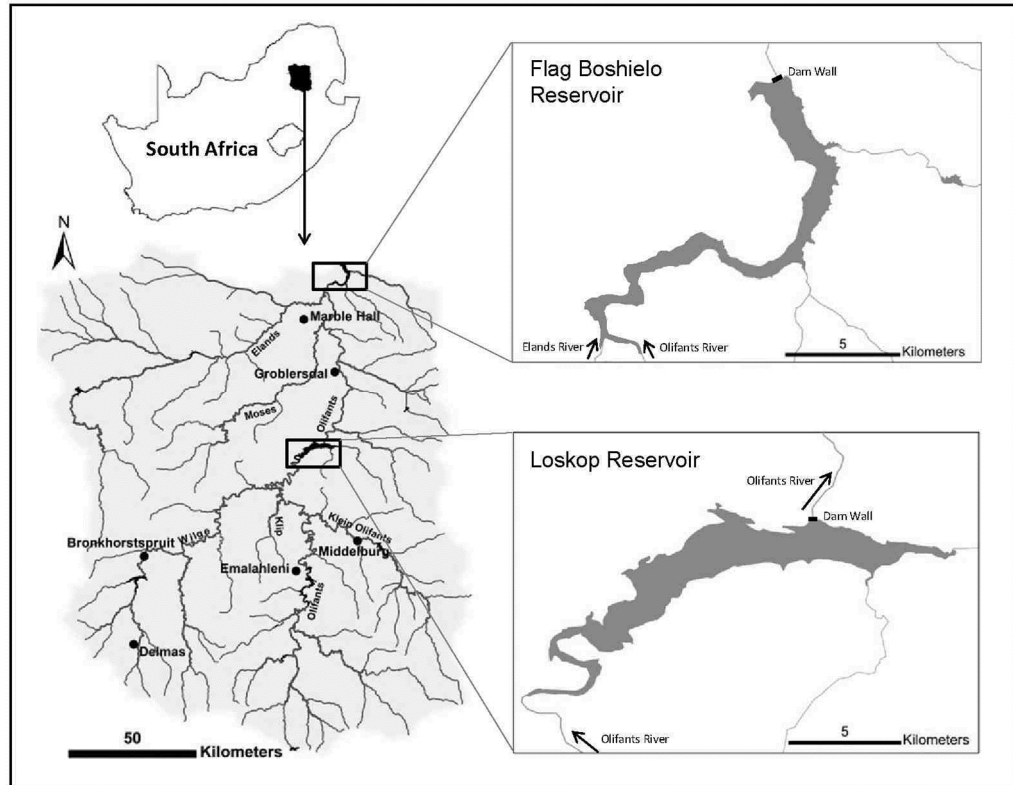 South Africa
N
Marble Hall
Elands
Groblersdal
Moses
Olifants
Wilge
Klip
Klein Olifants
Bronkhorstspruit
Middelburg
Emalahleni
Olifants
Delmas
50
Kilometers
Flag Boshielo
Reservoir
Dam Wall
Elands River
Olifants River
5
Kilometers
Loskop Reservoir
Olifants River
Dam Wall
Olifants River
5
Kilometers